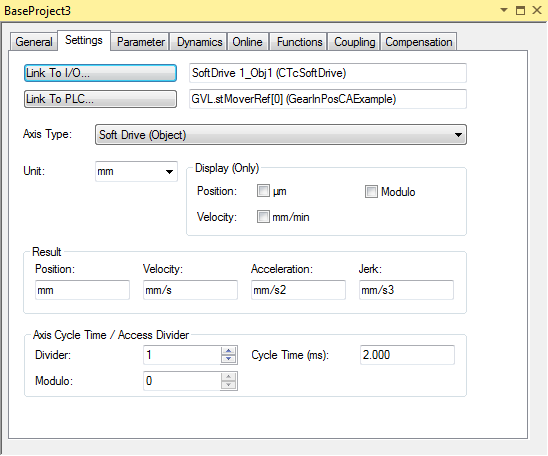 BaseProject3
General Settings Parameter Dynamics Online Functions Coupling Compensation
Link To I/O... SoftDrive 1_Obj1 (CTcSoftDrive)
Link To PLC... GVL.stMoverRef[0] (GearInPosCAExample)
Axis Type: Soft Drive (Object)
Unit: mm
Display (Only)
Position: µm Modulo
Velocity: mm/min
Result
Position: Velocity: Acceleration: Jerk:
mm mm/s mm/s2 mm/s3
Axis Cycle Time / Access Divider
Divider: 1 Cycle Time (ms): 2.000
Modulo: 0